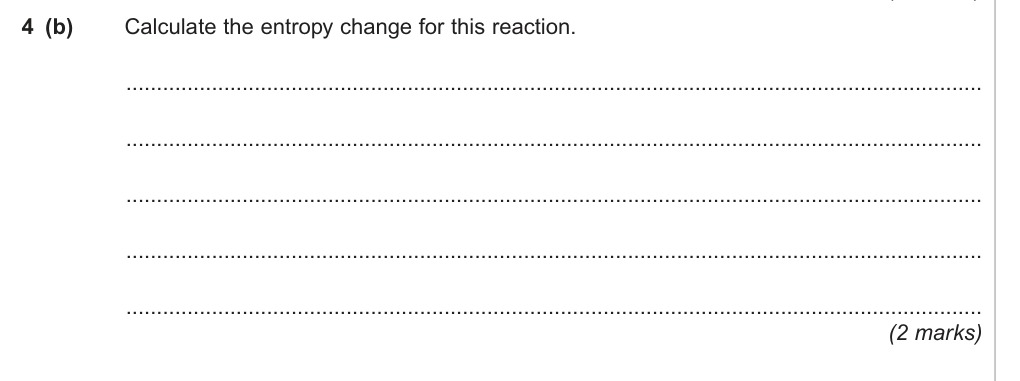 4 (b) Calculate the entropy change for this reaction.
(2 marks)